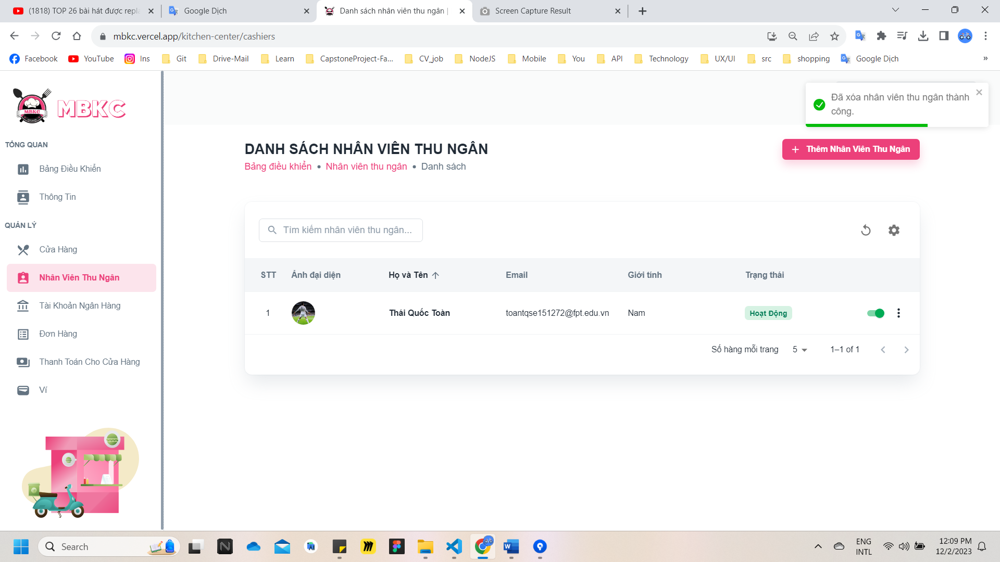 (1818) TOP 26 bài hát được repla
Google Dịch
Danh sách nhân viên thu ngân |
Screen Capture Result
mbkc.vercel.app/kitchen-center/cashiers
Facebook
YouTube
Ins
Git
Drive-Mail
Learn
CapstoneProject-Fa...
CV_job
NodeJS
Mobile
You
API
Technology
UX/UI
src
shopping
Google Dịch
»
MBKC
KITCHEN
MBKC
Đã xóa nhân viên thu ngân thành
công.
TỔNG QUAN
Bảng Điều Khiển
Thông Tin
QUẢN LÝ
Cửa Hàng
Nhân Viên Thu Ngân
Tài Khoản Ngân Hàng
Đơn Hàng
Thanh Toán Cho Cửa Hàng
Ví
DANH SÁCH NHÂN VIÊN THU NGÂN
Bảng điều khiển • Nhân viên thu ngân • Danh sách
Thêm Nhân Viên Thu Ngân
Tìm kiếm nhân viên thu ngân...
STT Ảnh đại diện Họ và Tên Email Giới tính Trạng thái
1 Thái Quốc Toàn toantqse151272@fpt.edu.vn Nam Hoạt Động
Số hàng mỗi trang 5 1–1 of 1
Search
ENG
INTL
12:09 PM
12/2/2023